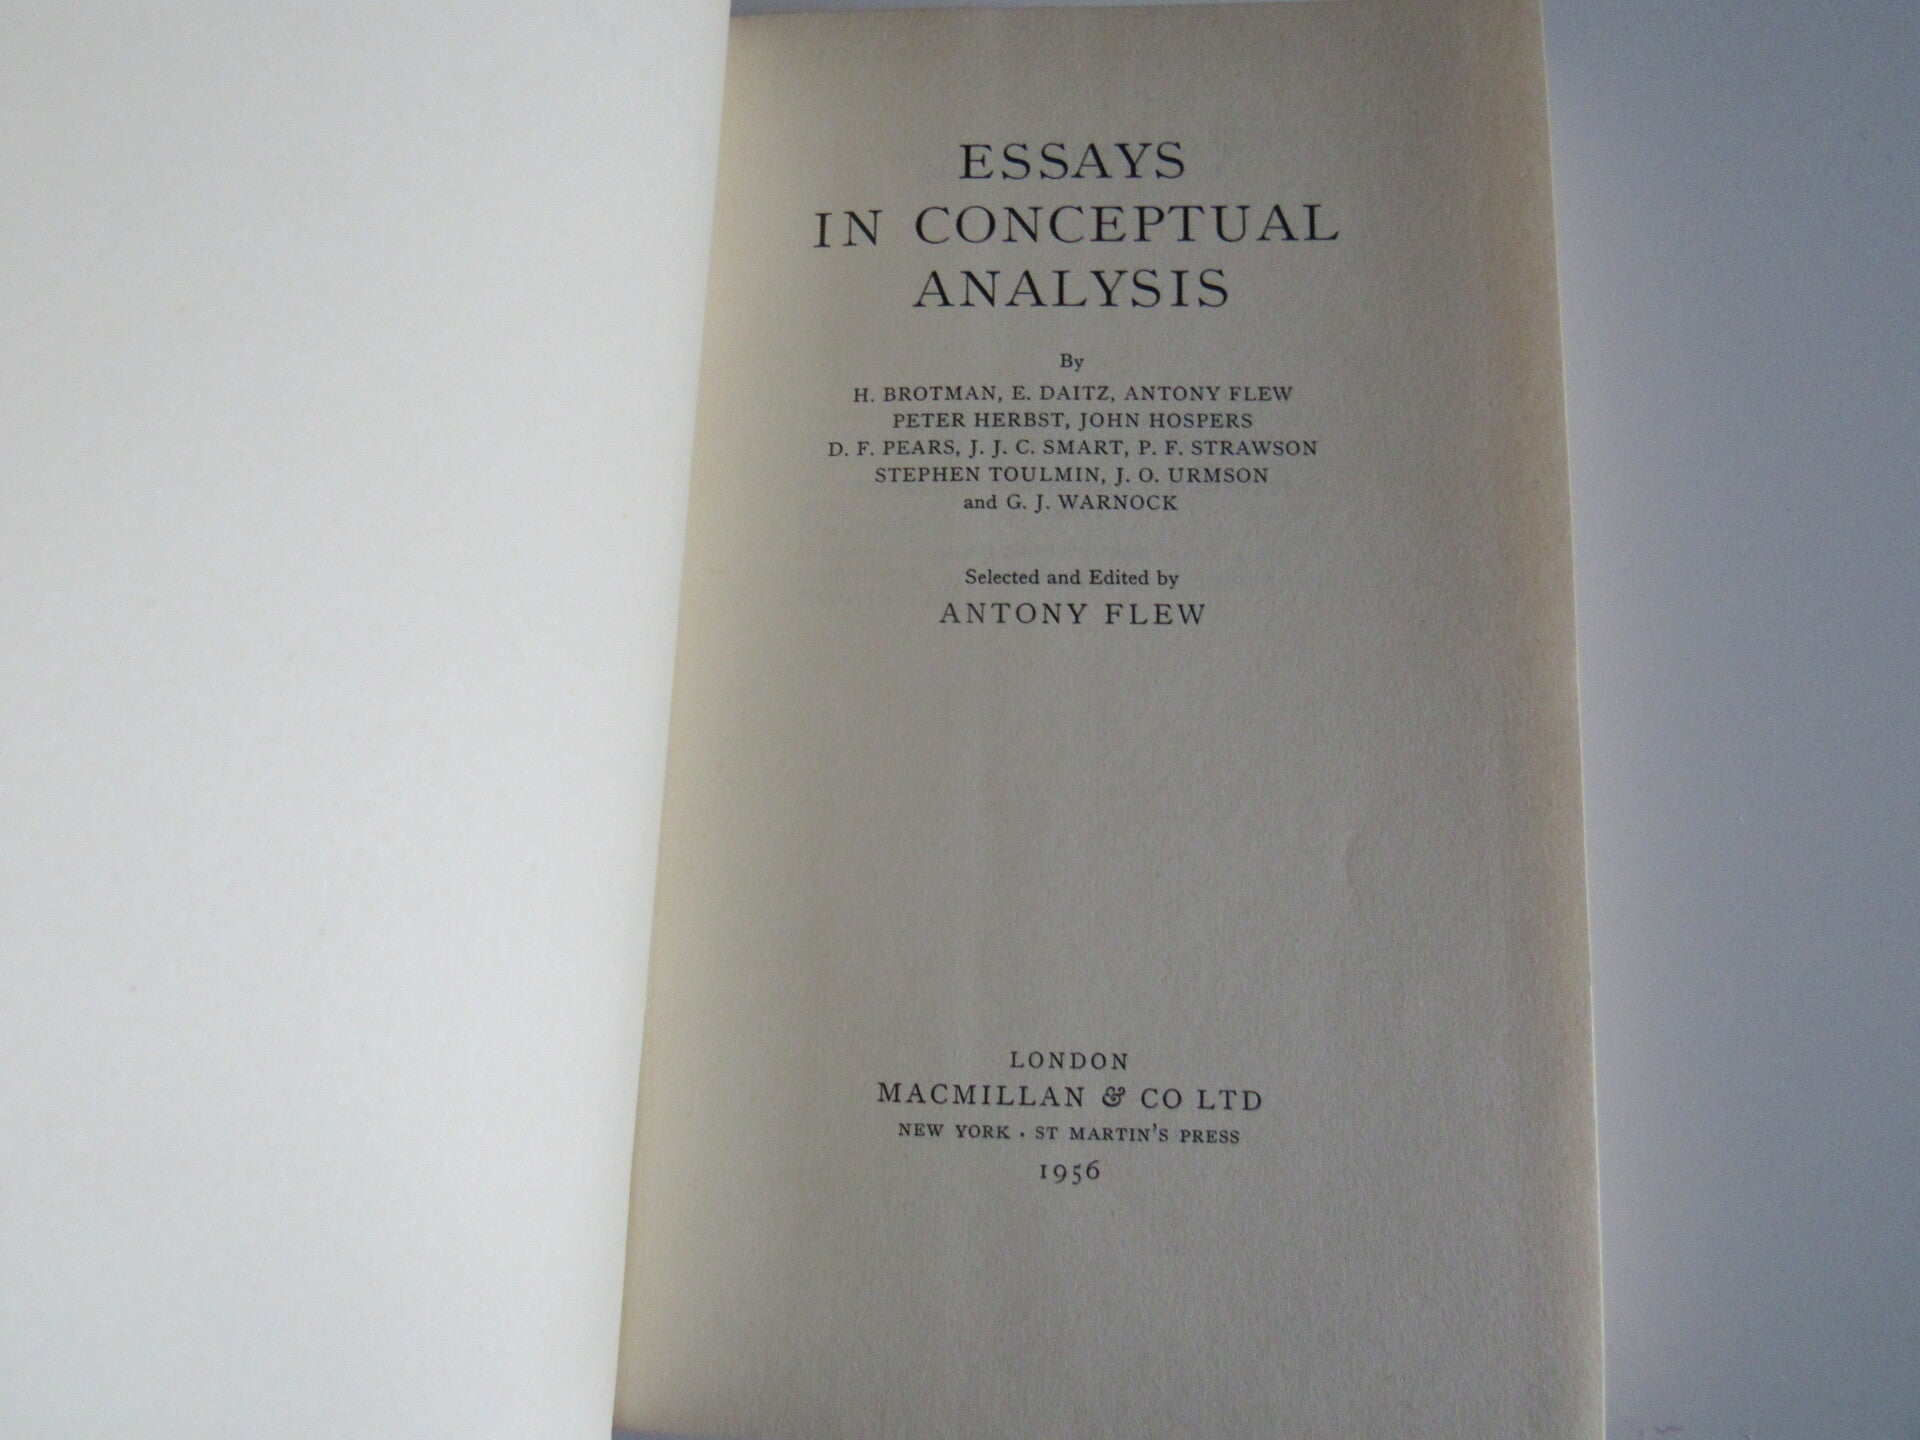 ESSAYS
IN CONCEPTUAL
ANALYSIS
By
H. BROTMAN, E. DAITZ, ANTONY FLEW
PETER HERBST, JOHN HOSPERS
D. F. PEARS, J. J. C. SMART, P. F. STRAWSON
STEPHEN TOULMIN, J. O. URMSON
and G. J. WARNOCK
Selected and Edited by
ANTONY FLEW
LONDON
MACMILLAN & CO LTD
NEW YORK · ST MARTIN'S PRESS
1956